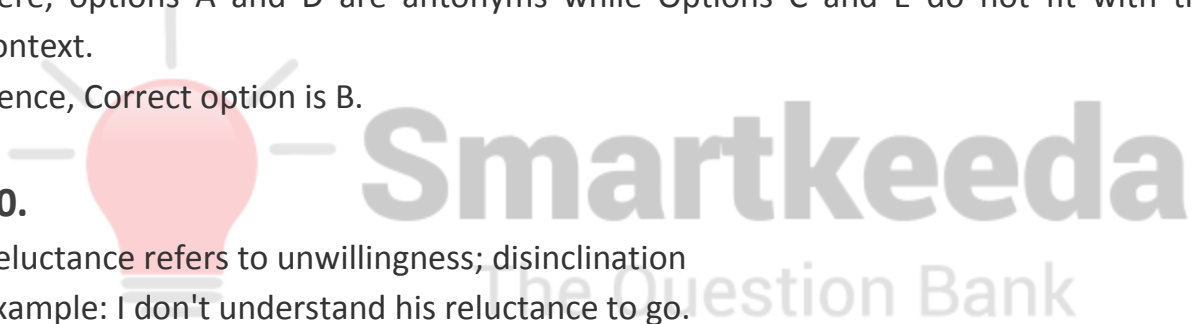 ere, options A and D are antonyms while Options C and E do not fit with t
ontext.
ence, Correct option is B.
Smartkeeda
0.
eluctance refers to unwillingness; disinclination
The Question Bank
xample: I don't understand his reluctance to go.